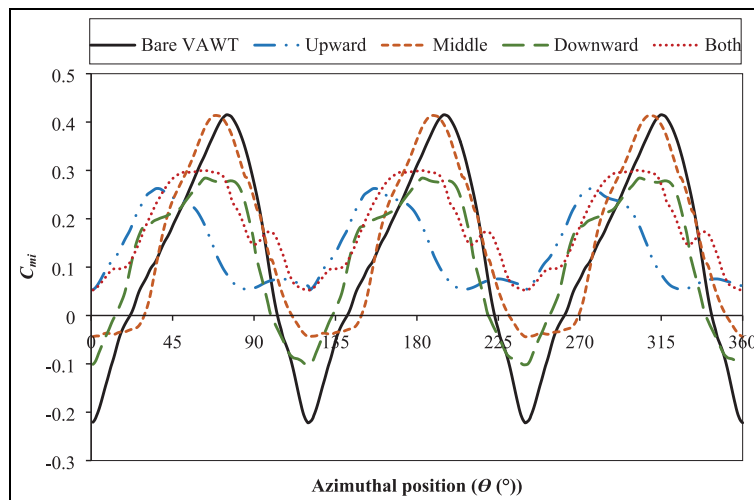 Bare VAWT Upward Middle Downward Both
0.5
0.4
0.3
0.2
0.1
0
-0.1
-0.2
-0.3
C_mi
0 45 90 135 180 225 270 315 360
Azimuthal position (Θ (°))